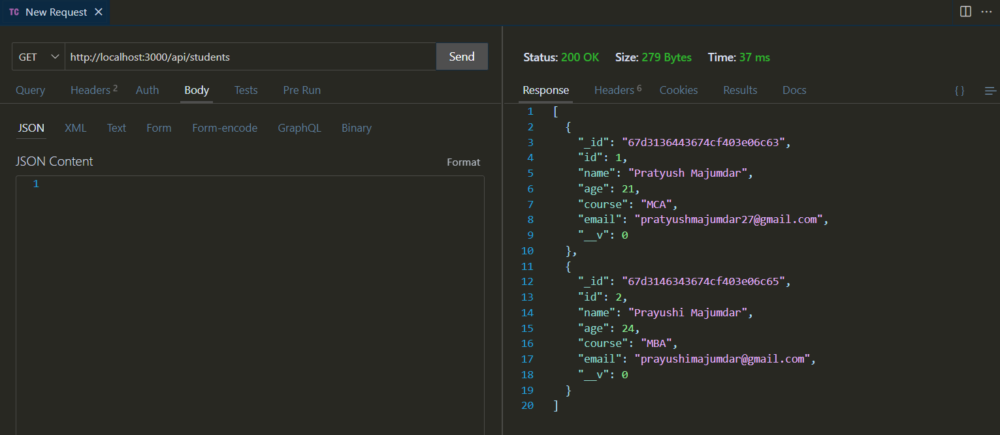 TC New Request
GET http://localhost:3000/api/students Send
Query Headers 2 Auth Body Tests Pre Run
JSON XML Text Form Form-encode GraphQL Binary
JSON Content Format
1
Status: 200 OK Size: 279 Bytes Time: 37 ms
Response Headers 6 Cookies Results Docs { }
1 [
2 {
3 "_id": "67d3136443674cf403e06c63",
4 "id": 1,
5 "name": "Pratyush Majumdar",
6 "age": 21,
7 "course": "MCA",
8 "email": "pratyushmajumdar27@gmail.com",
9 "__v": 0
10 },
11 {
12 "_id": "67d3146343674cf403e06c65",
13 "id": 2,
14 "name": "Prayushi Majumdar",
15 "age": 24,
16 "course": "MBA",
17 "email": "prayushimajumdar@gmail.com",
18 "__v": 0
19 }
20 ]